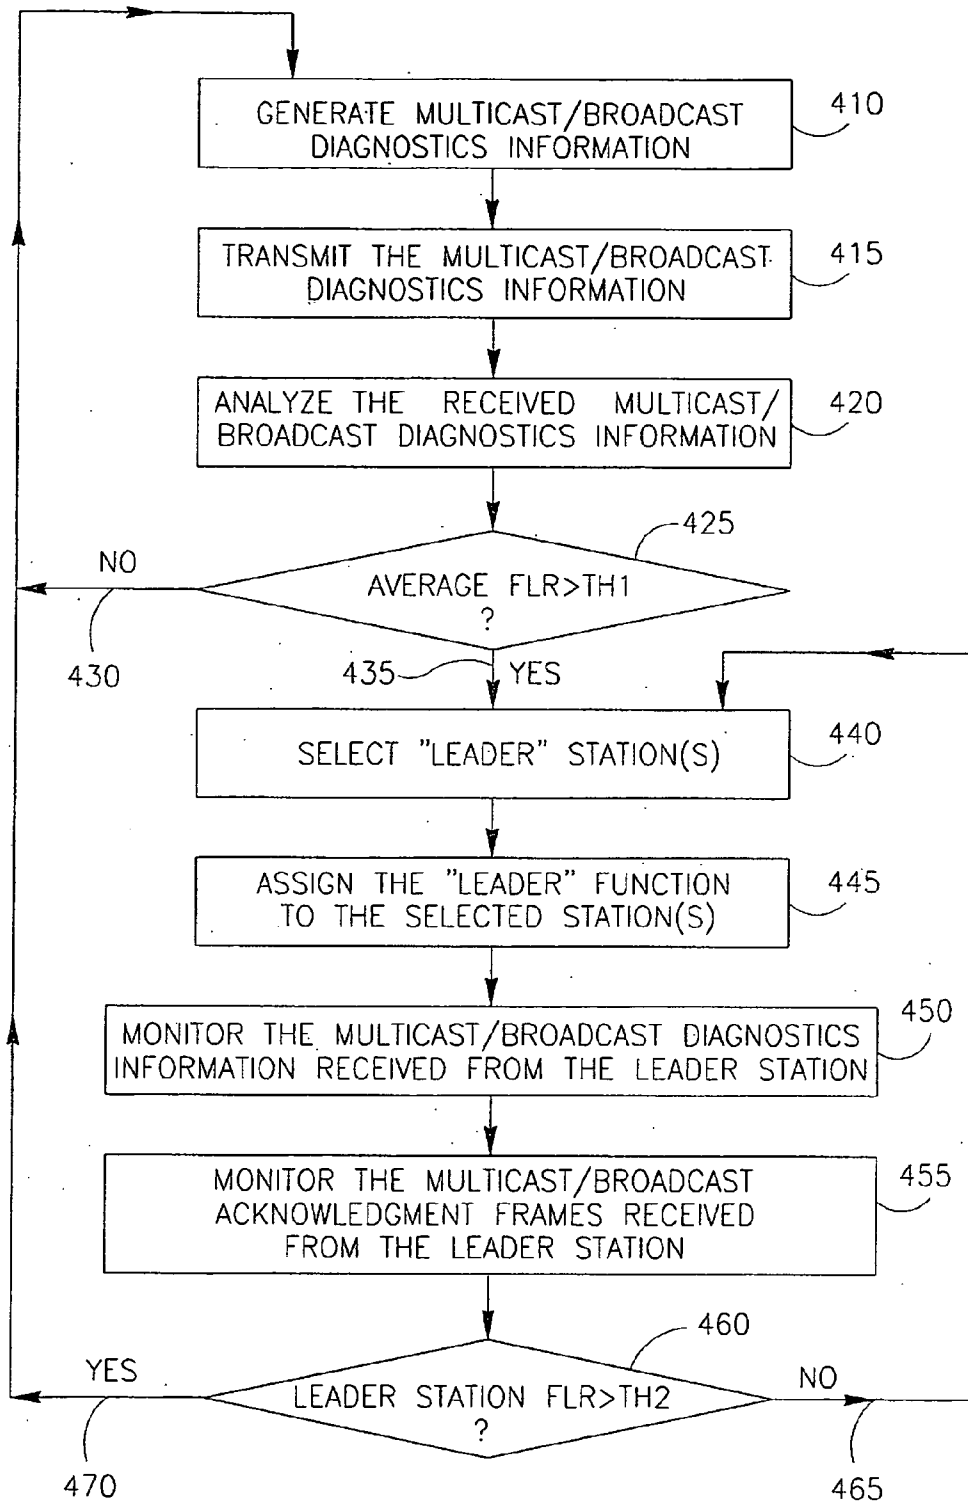 GENERATE MULTICAST/BROADCAST
DIAGNOSTICS INFORMATION
410
TRANSMIT THE MULTICAST/BROADCAST
DIAGNOSTICS INFORMATION
415
ANALYZE THE RECEIVED MULTICAST/
BROADCAST DIAGNOSTICS INFORMATION
420
425
NO
AVERAGE FLR>TH1
?
430
435
YES
SELECT "LEADER" STATION(S)
440
ASSIGN THE "LEADER" FUNCTION
TO THE SELECTED STATION(S)
445
MONITOR THE MULTICAST/BROADCAST DIAGNOSTICS
INFORMATION RECEIVED FROM THE LEADER STATION
450
MONITOR THE MULTICAST/BROADCAST
ACKNOWLEDGMENT FRAMES RECEIVED
FROM THE LEADER STATION
455
460
YES
LEADER STATION FLR>TH2
?
NO
470
465